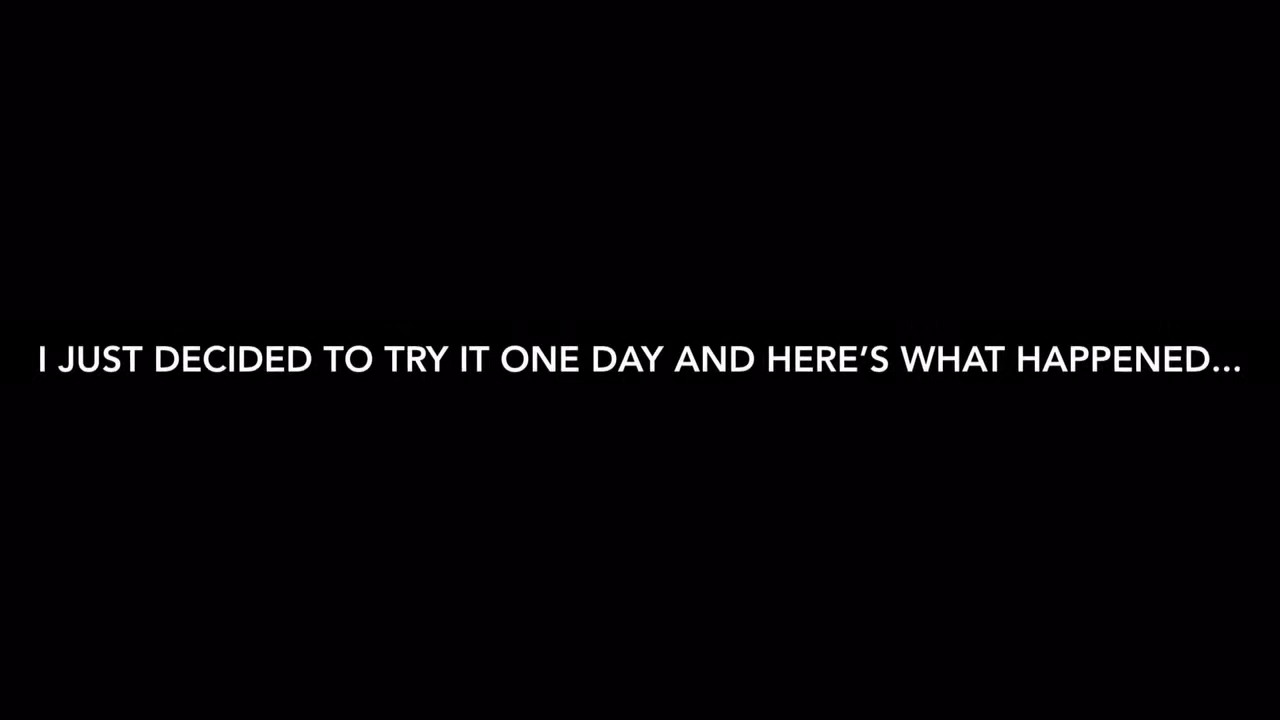 I JUST DECIDED TO TRY IT ONE DAY AND HERE’S WHAT HAPPENED...